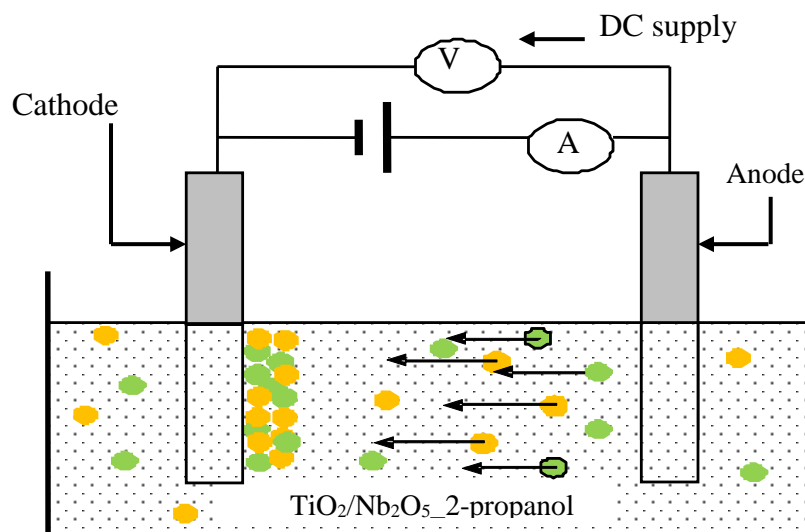 DC supply
V
Cathode
A
Anode
TiO₂/Nb₂O₅_2-propanol